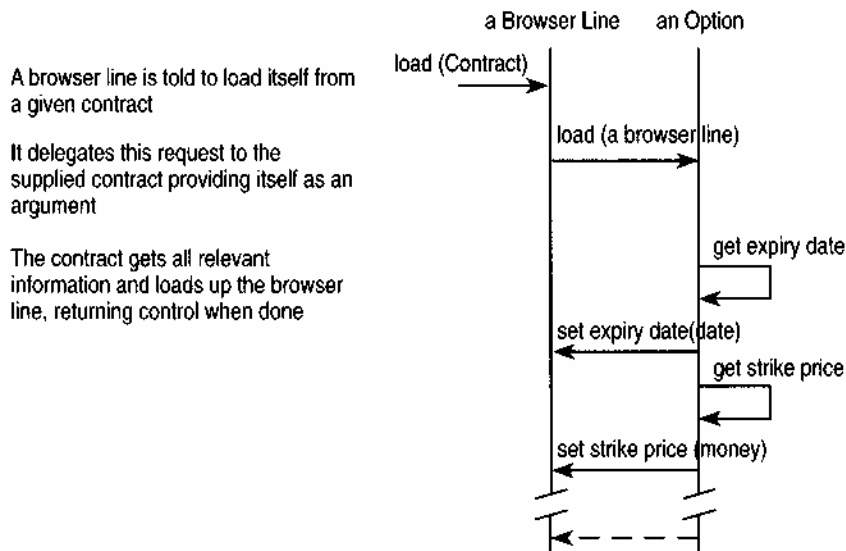 a Browser Line
an Option
A browser line is told to load itself from
a given contract
load (Contract)
It delegates this request to the
supplied contract providing itself as an
argument
load (a browser line)
The contract gets all relevant
information and loads up the browser
line, returning control when done
get expiry date
set expiry date(date)
get strike price
set strike price (money)